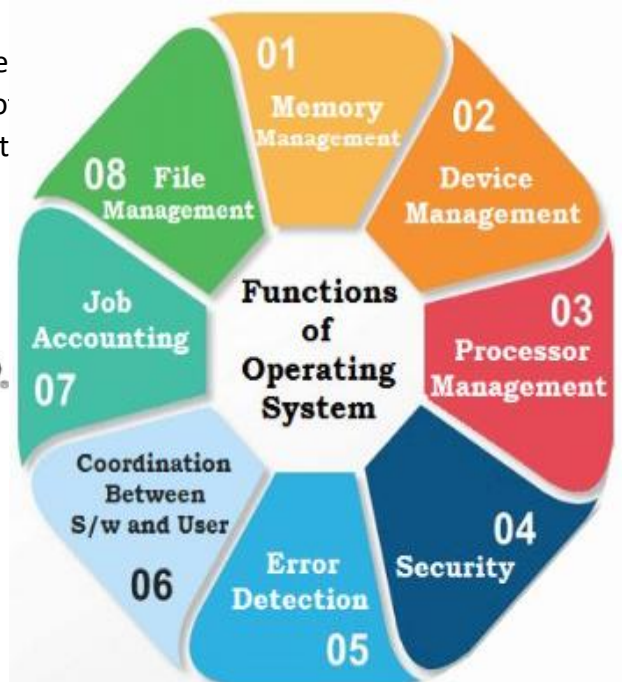 e
t
01
Memory
Management
02
Device
Management
03
Processor
Management
04
Security
Error
Detection
05
Coordination
Between
S/w and User
06
Job
Accounting
07
08 File
Management
Functions
of
Operating
System